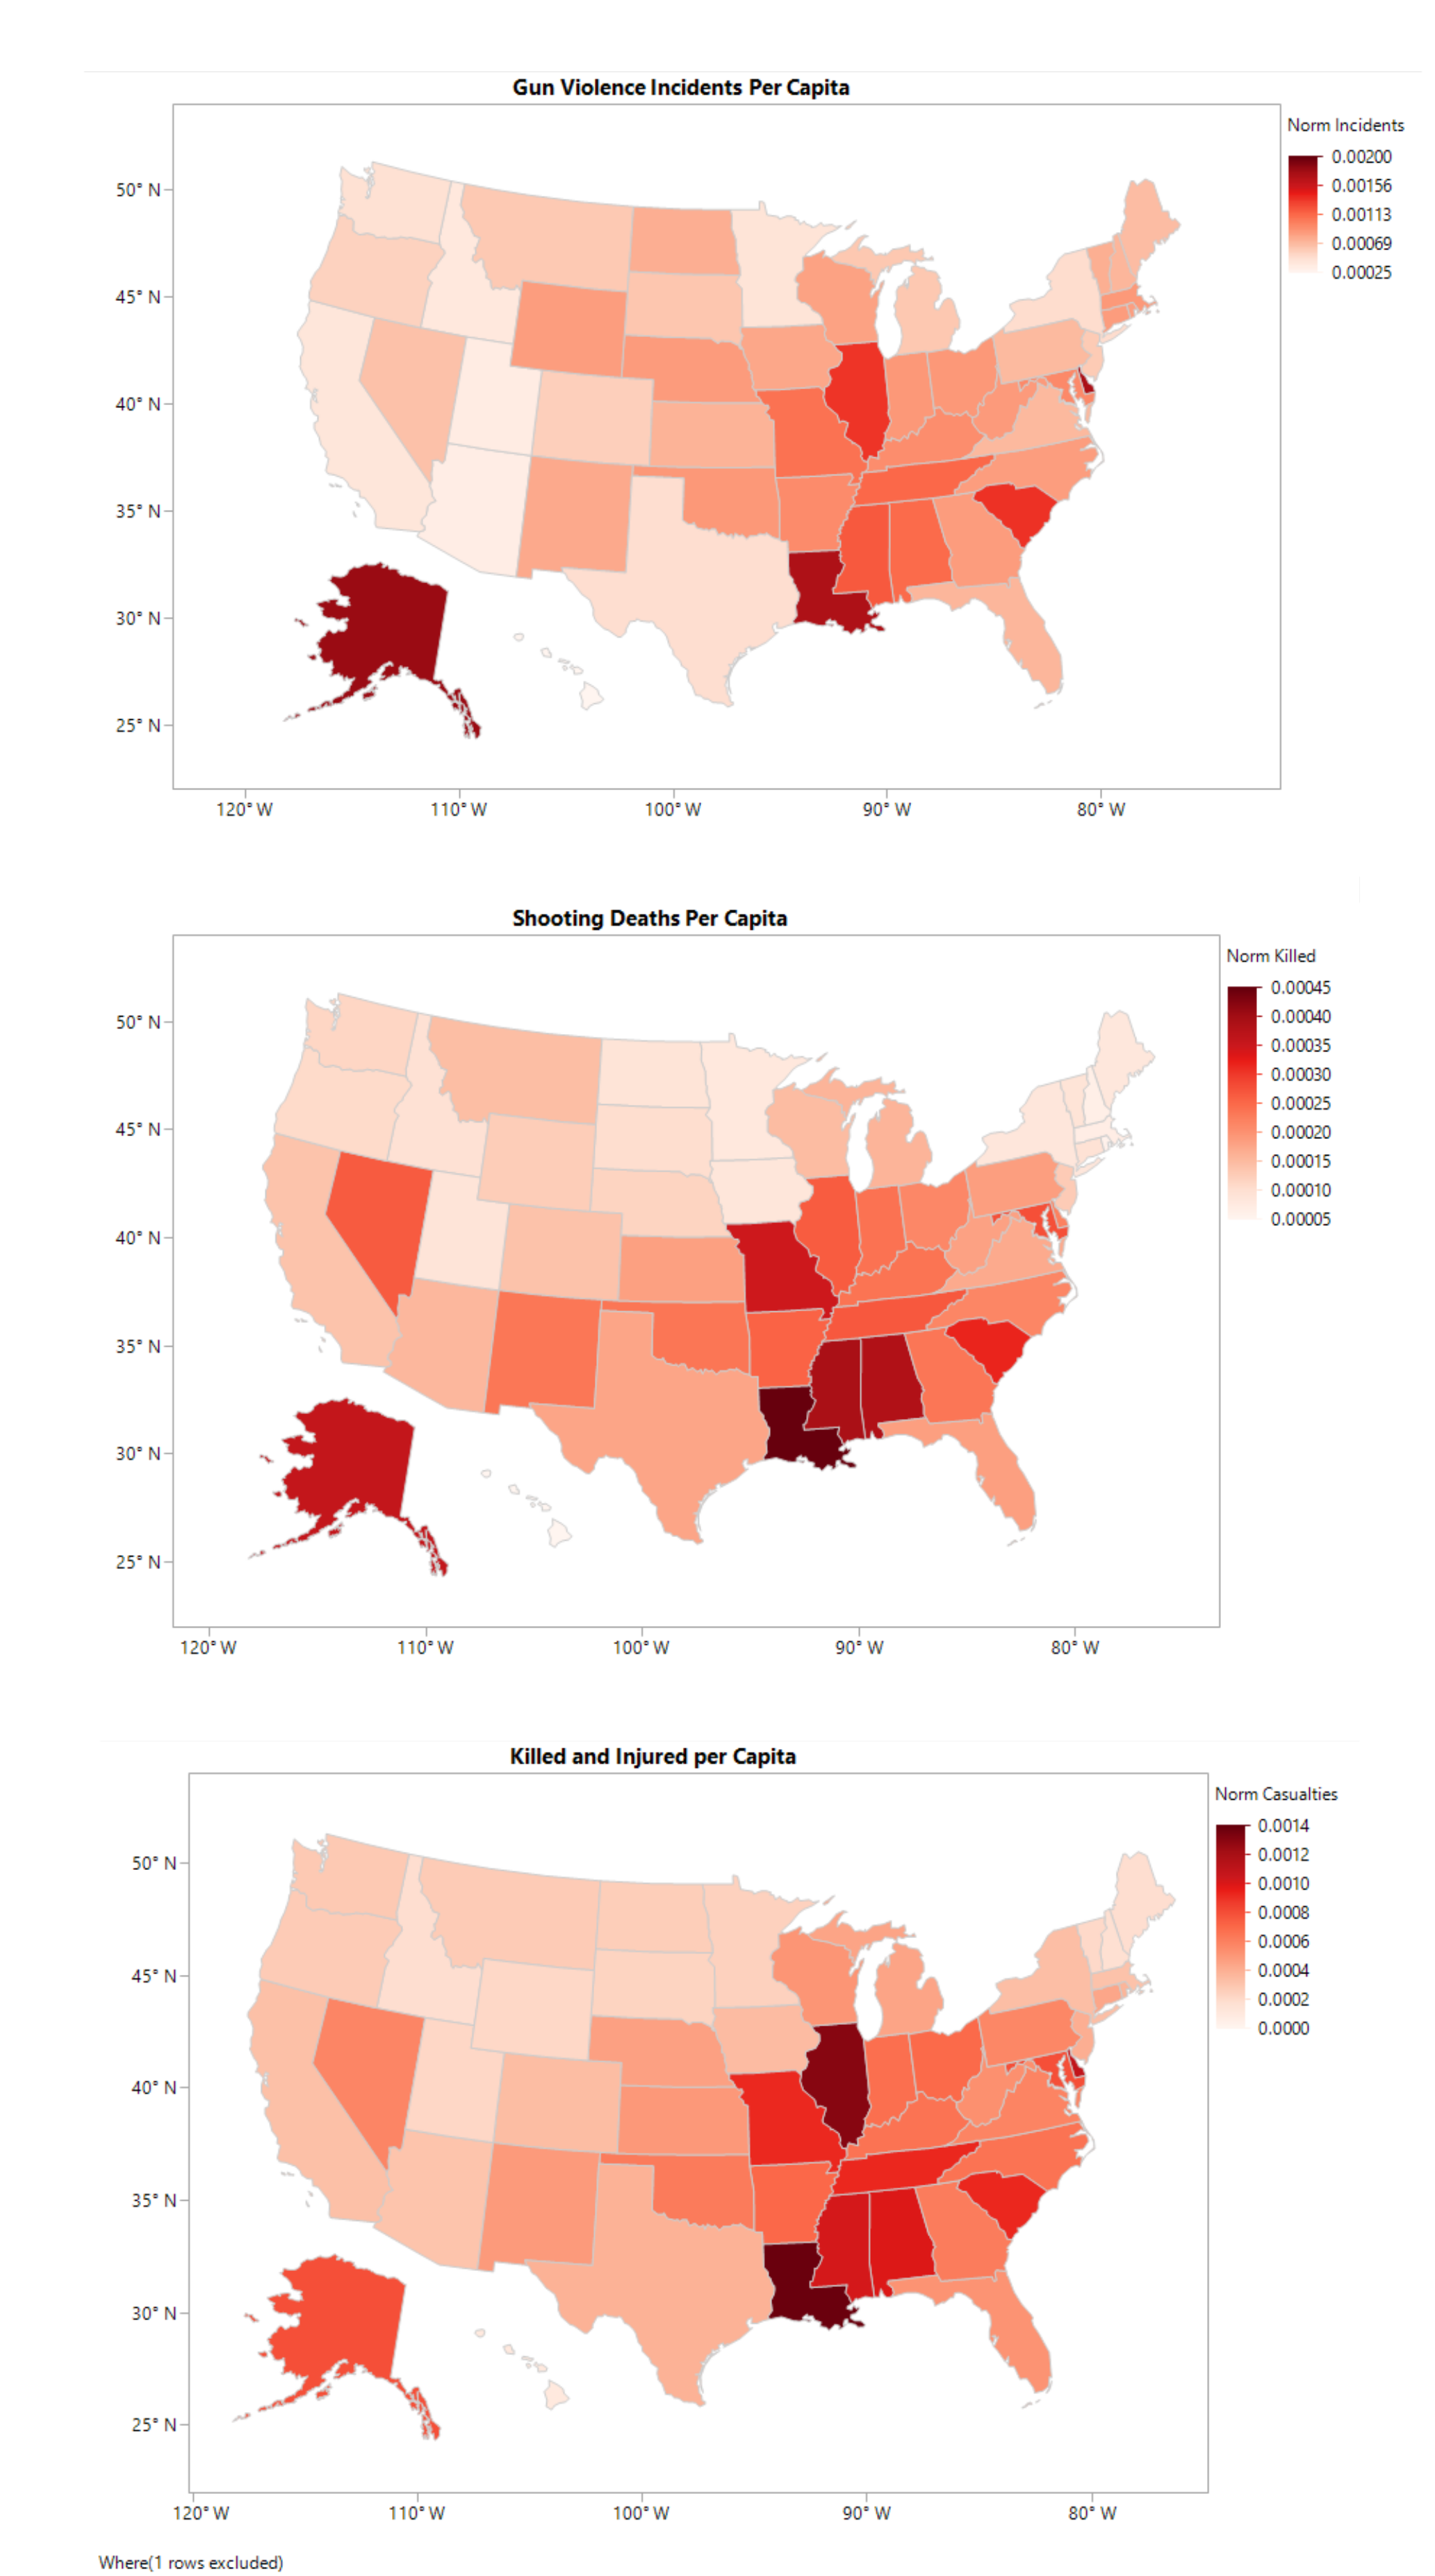 Gun Violence Incidents Per Capita
Norm Incidents
0.00200
0.00156
0.00113
0.00069
0.00025
50° N
45° N
40° N
35° N
30° N
25° N
120° W 110° W 100° W 90° W 80° W
Shooting Deaths Per Capita
Norm Killed
0.00045
0.00040
0.00035
0.00030
0.00025
0.00020
0.00015
0.00010
0.00005
50° N
45° N
40° N
35° N
30° N
25° N
120° W 110° W 100° W 90° W 80° W
Killed and Injured per Capita
Norm Casualties
0.0014
0.0012
0.0010
0.0008
0.0006
0.0004
0.0002
0.0000
50° N
45° N
40° N
35° N
30° N
25° N
120° W 110° W 100° W 90° W 80° W
Where(1 rows excluded)